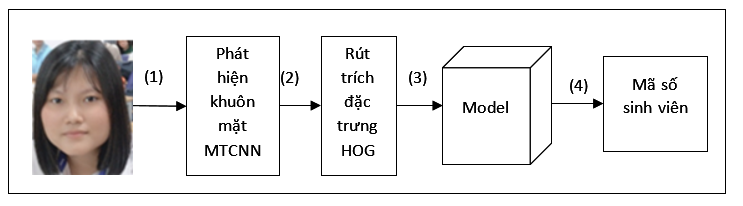 (1)
Phát
hiện
khuôn
mặt
MTCNN
(2)
Rút
trích
đặc
trưng
HOG
(3)
Model
(4)
Mã số
sinh viên